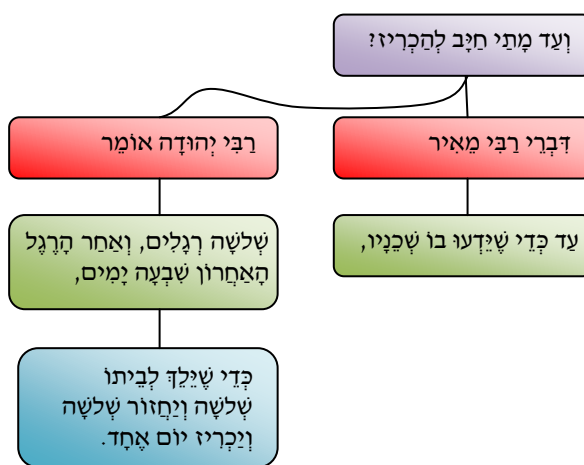 וְעַד מָתַי חַיָּב לְהַכְרִיז?
דִּבְרֵי רַבִּי מֵאִיר
עַד כְּדֵי שֶׁיֵּדְעוּ בוֹ שְׁכֵנָיו,
רַבִּי יְהוּדָה אוֹמֵר
שְׁלֹשָׁה רְגָלִים, וְאַחַר הָרֶגֶל
הָאַחֲרוֹן שִׁבְעָה יָמִים,
כְּדֵי שֶׁיֵּלֵךְ לְבֵיתוֹ
שְׁלֹשָׁה וְיַחֲזוֹר שְׁלֹשָׁה
וְיַכְרִיז יוֹם אֶחָד.